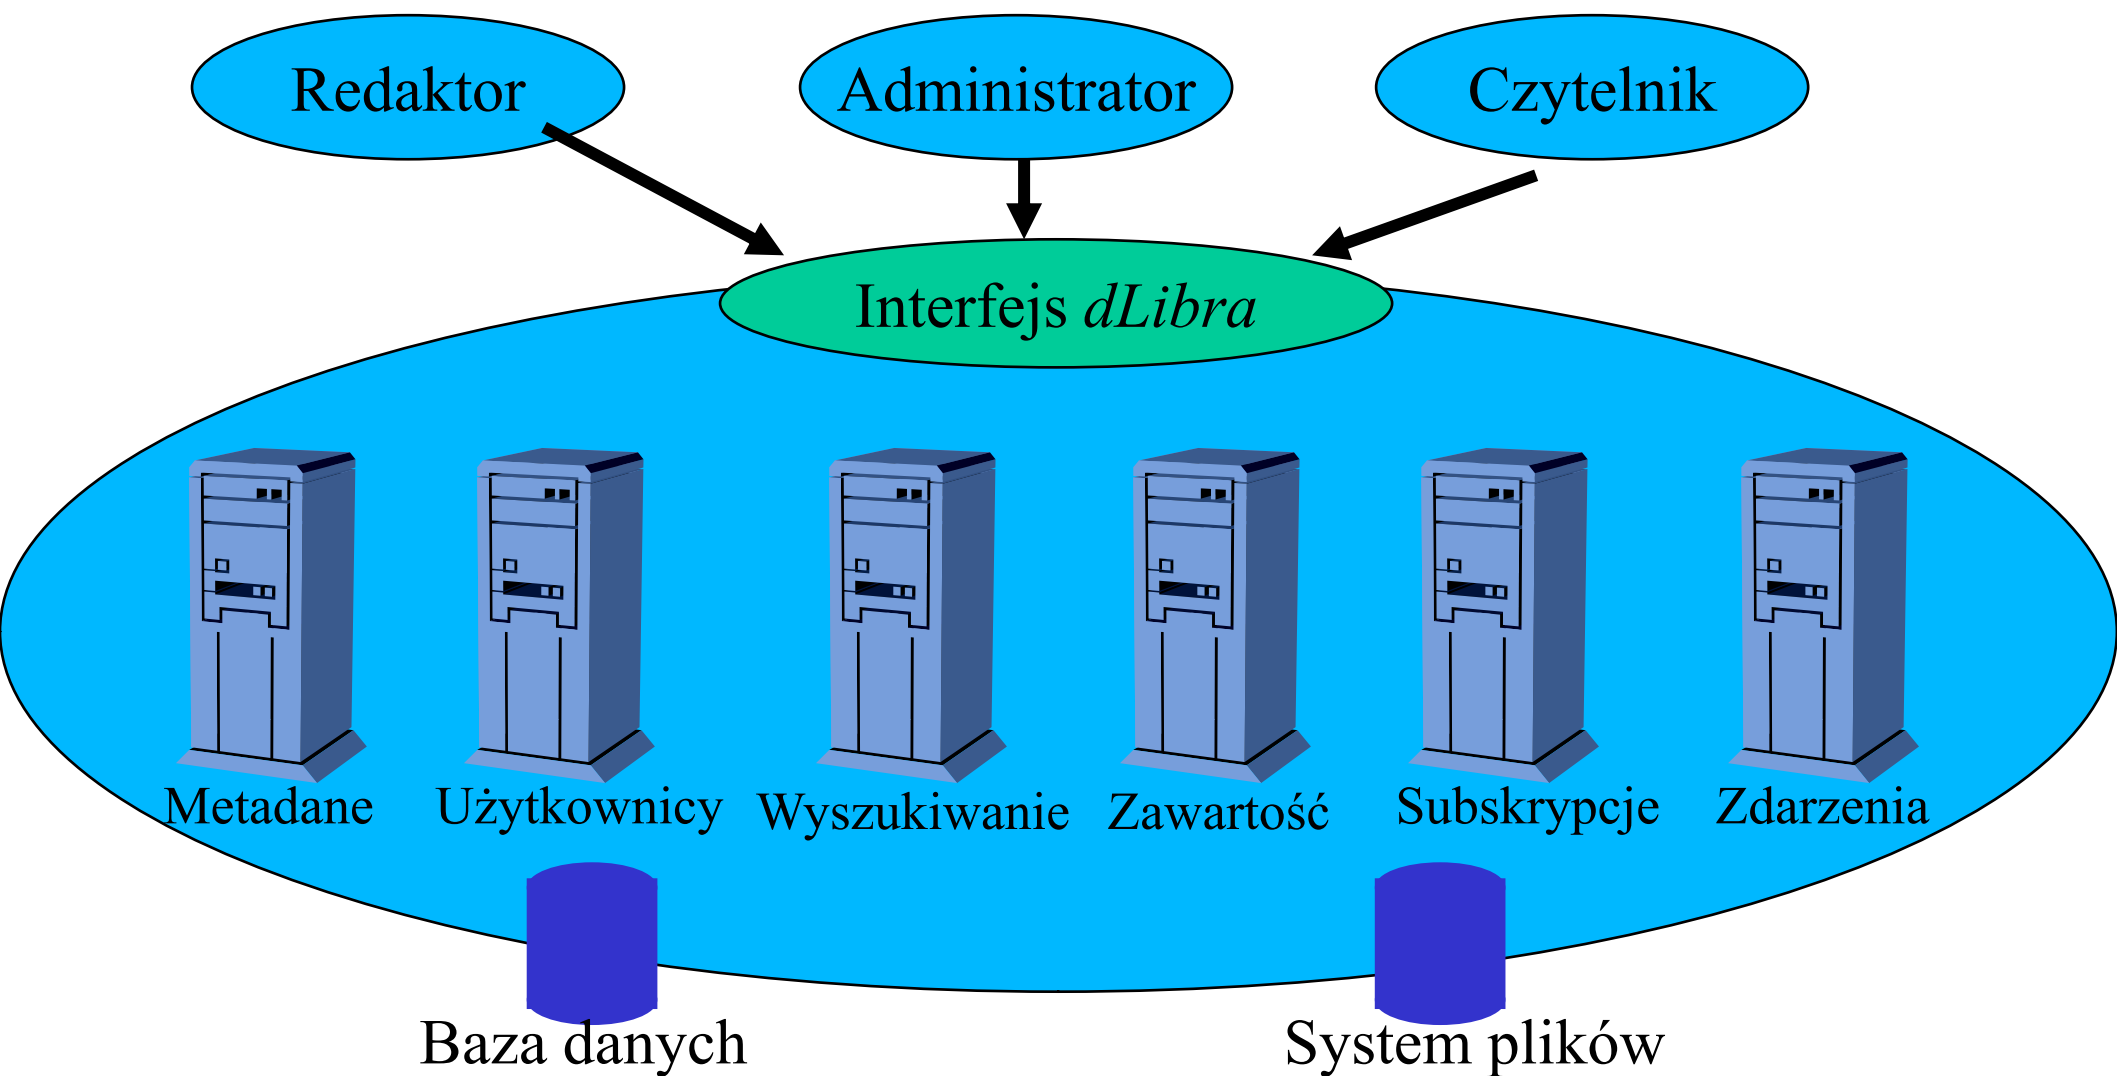 Redaktor
Administrator
Czytelnik
Interfejs dLibra
Metadane
Użytkownicy
Wyszukiwanie
Zawartość
Subskrypcje
Zdarzenia
Baza danych
System plików